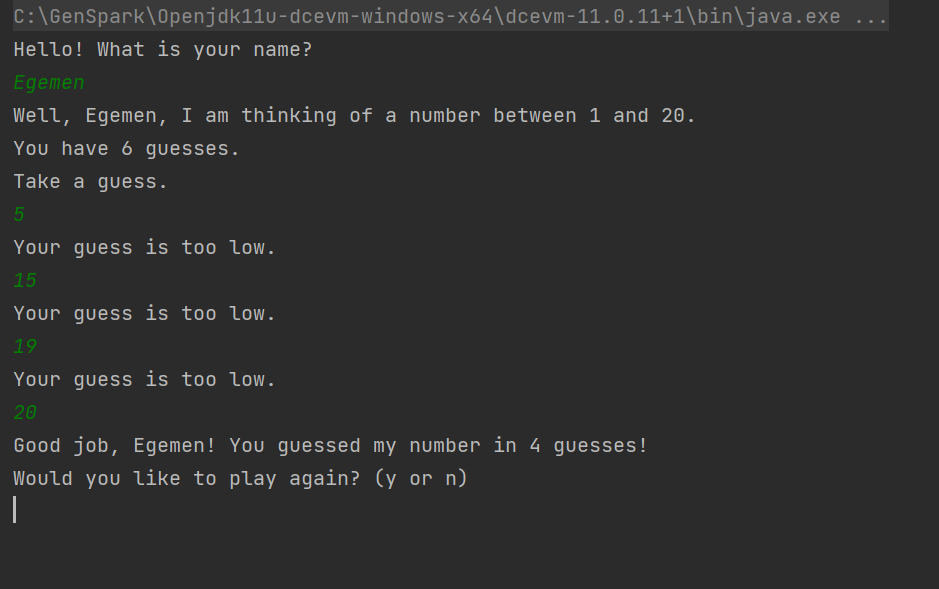 C:\GenSpark\Openjdk11u-dcevm-windows-x64\dcevm-11.0.11+1\bin\java.exe ...
Hello! What is your name?
Egemen
Well, Egemen, I am thinking of a number between 1 and 20.
You have 6 guesses.
Take a guess.
5
Your guess is too low.
15
Your guess is too low.
19
Your guess is too low.
20
Good job, Egemen! You guessed my number in 4 guesses!
Would you like to play again? (y or n)